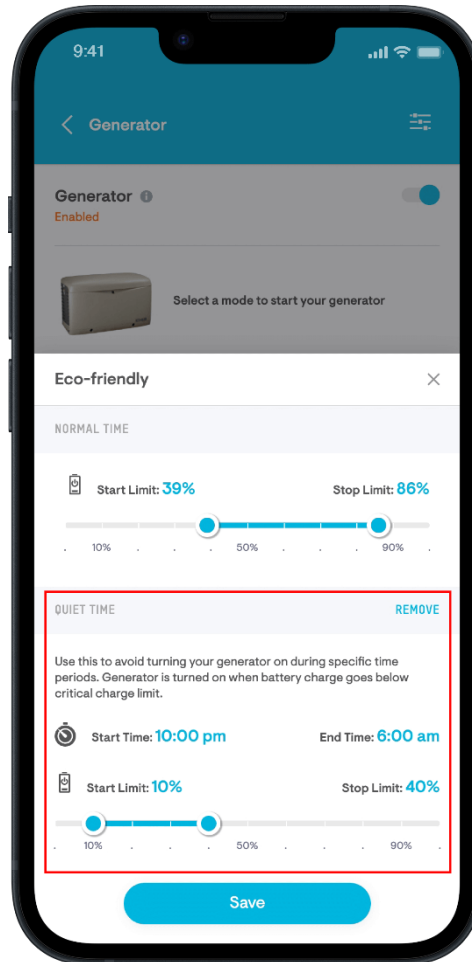 9:41
Generator
Generator
Enabled
Select a mode to start your generator
Eco-friendly
NORMAL TIME
Start Limit: 39% Stop Limit: 86%
. 10% . . . 50% . . . 90% .
QUIET TIME REMOVE
Use this to avoid turning your generator on during specific time
periods. Generator is turned on when battery charge goes below
critical charge limit.
Start Time: 10:00 pm End Time: 6:00 am
Start Limit: 10% Stop Limit: 40%
. 10% . . . 50% . . . 90% .
Save